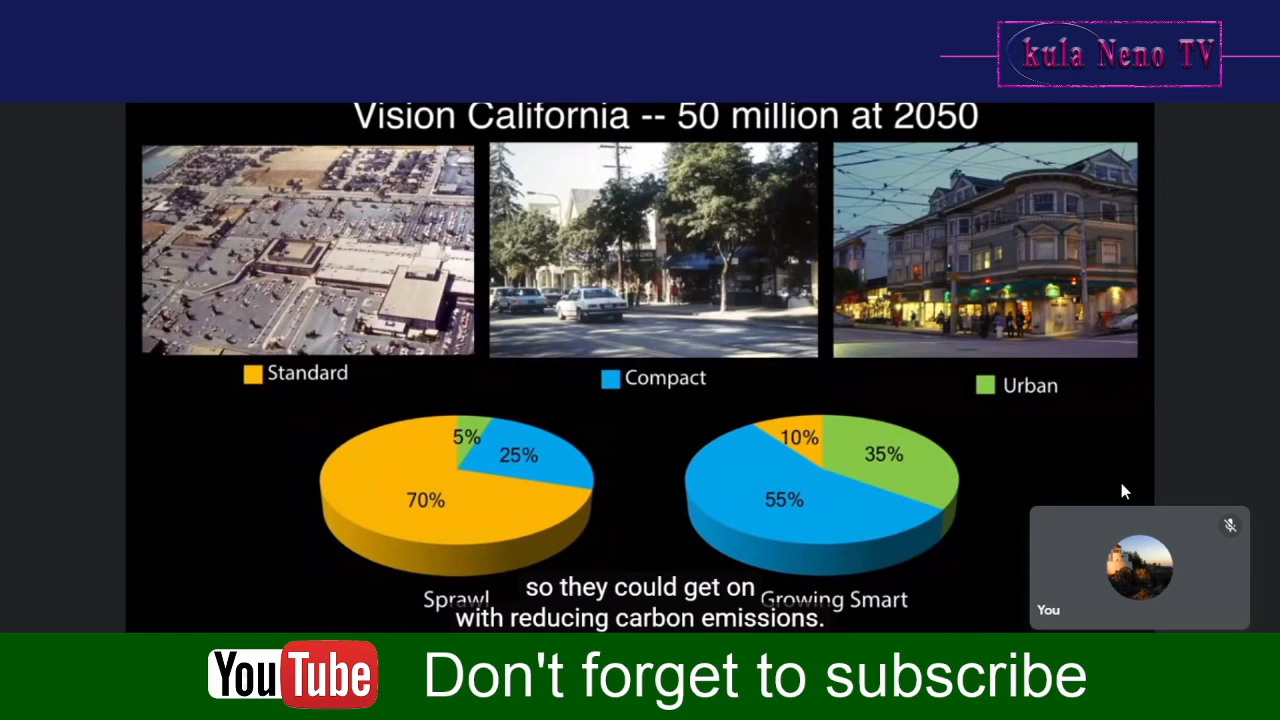 kula Neno TV
Vision California -- 50 million at 2050
Standard
Compact
Urban
5%
25%
70%
10%
35%
55%
Sprawl
Growing Smart
so they could get on
with reducing carbon emissions.
You
YouTube
Don't forget to subscribe